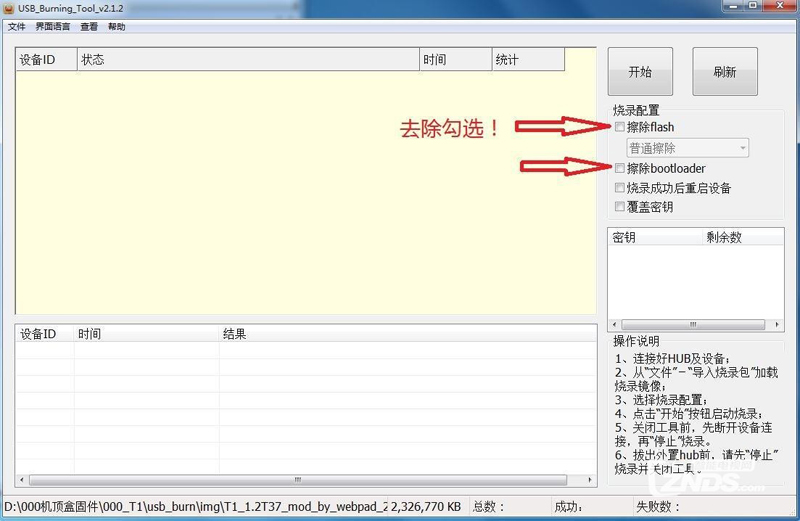 USB_Burning_Tool_v2.1.2
文件 界面语言 查看 帮助
设备ID 状态 时间 统计
开始 刷新
烧录配置
去除勾选！
擦除flash
普通擦除
擦除bootloader
烧录成功后重启设备
覆盖密钥
密钥 剩余数
设备ID 时间 结果
操作说明
1、连接好HUB及设备；
2、从“文件”－“导入烧录包”加载
烧录镜像；
3、选择烧录配置；
4、点击“开始”按钮启动烧录；
5、关闭工具前，先断开设备连
接，再“停止”烧录。
6、拔出外置hub前，请先“停止”
烧录并关闭工具。
ZNDS.com
D:\000机顶盒固件\000_T1\usb_burn\img\T1_1.2T37_mod_by_webpad_2 2,326,770 KB 总数： 成功： 失败数：